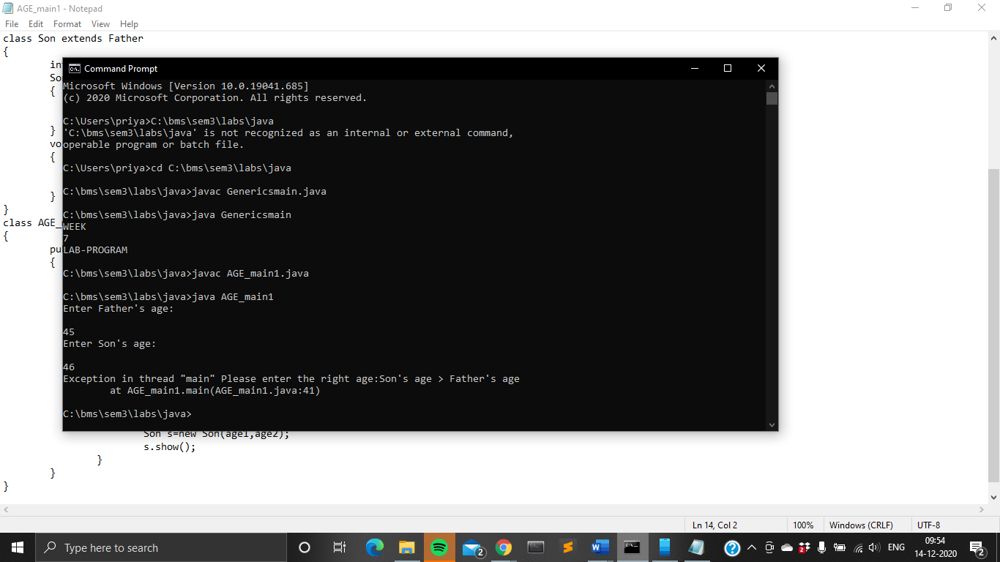 AGE_main1 - Notepad
File Edit Format View Help
class Son extends Father
{
in
So
{
}
vo
{
}
}
class AGE_
{
pu
{
Command Prompt
Microsoft Windows [Version 10.0.19041.685]
(c) 2020 Microsoft Corporation. All rights reserved.
C:\Users\priya>C:\bms\sem3\labs\java
'C:\bms\sem3\labs\java' is not recognized as an internal or external command,
operable program or batch file.
C:\Users\priya>cd C:\bms\sem3\labs\java
C:\bms\sem3\labs\java>javac Genericsmain.java
C:\bms\sem3\labs\java>java Genericsmain
WEEK
7
LAB-PROGRAM
C:\bms\sem3\labs\java>javac AGE_main1.java
C:\bms\sem3\labs\java>java AGE_main1
Enter Father's age:
45
Enter Son's age:
46
Exception in thread "main" Please enter the right age:Son's age > Father's age
at AGE_main1.main(AGE_main1.java:41)
C:\bms\sem3\labs\java>
Son s=new Son(age1,age2);
s.show();
}
}
}
Ln 14, Col 2 100% Windows (CRLF) UTF-8
Type here to search
2
2
ENG
09:54
14-12-2020
2